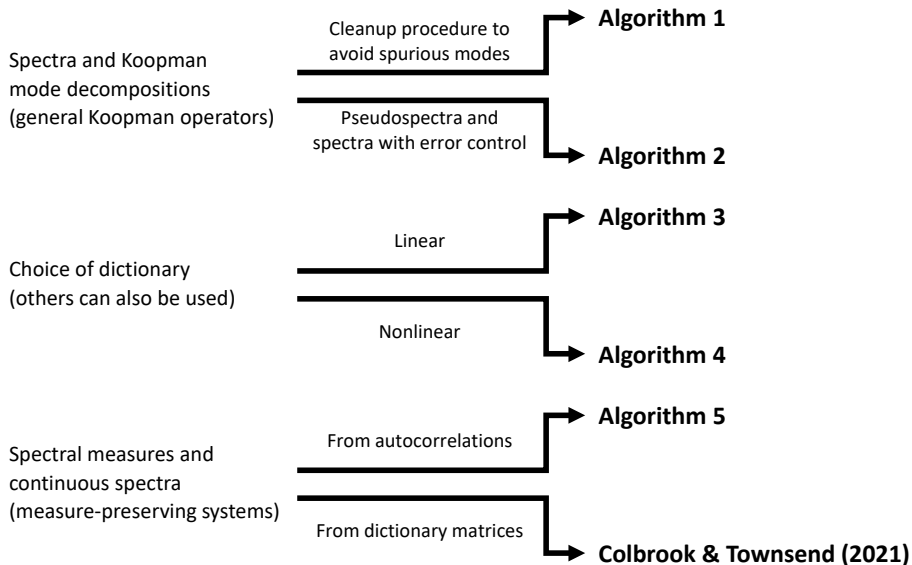 Spectra and Koopman
mode decompositions
(general Koopman operators)
Cleanup procedure to
avoid spurious modes
Algorithm 1
Pseudospectra and
spectra with error control
Algorithm 2
Choice of dictionary
(others can also be used)
Linear
Algorithm 3
Nonlinear
Algorithm 4
Spectral measures and
continuous spectra
(measure-preserving systems)
From autocorrelations
Algorithm 5
From dictionary matrices
Colbrook & Townsend (2021)